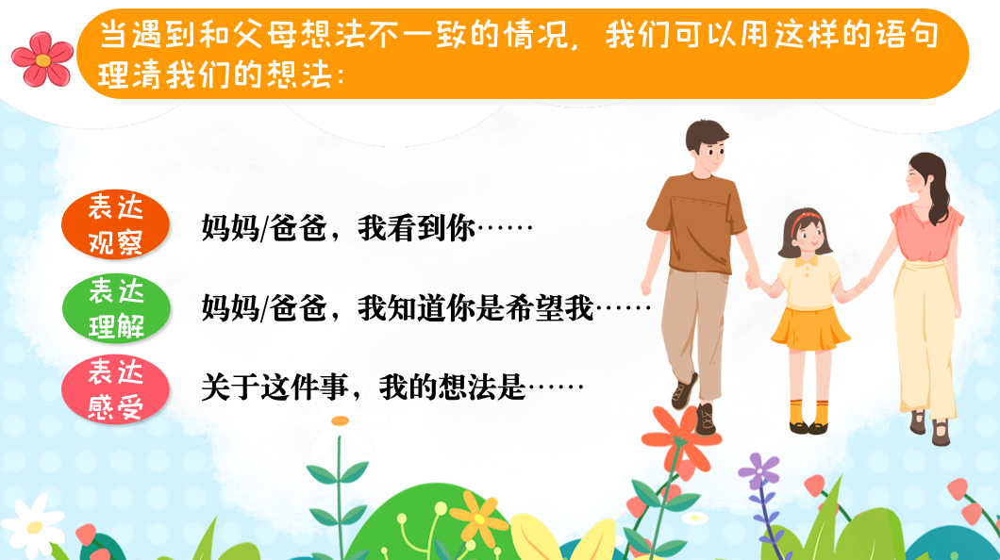 当遇到和父母想法不一致的情况，我们可以用这样的语句
理清我们的想法：
表达
观察
妈妈/爸爸，我看到你……
表达
理解
妈妈/爸爸，我知道你是希望我……
表达
感受
关于这件事，我的想法是……